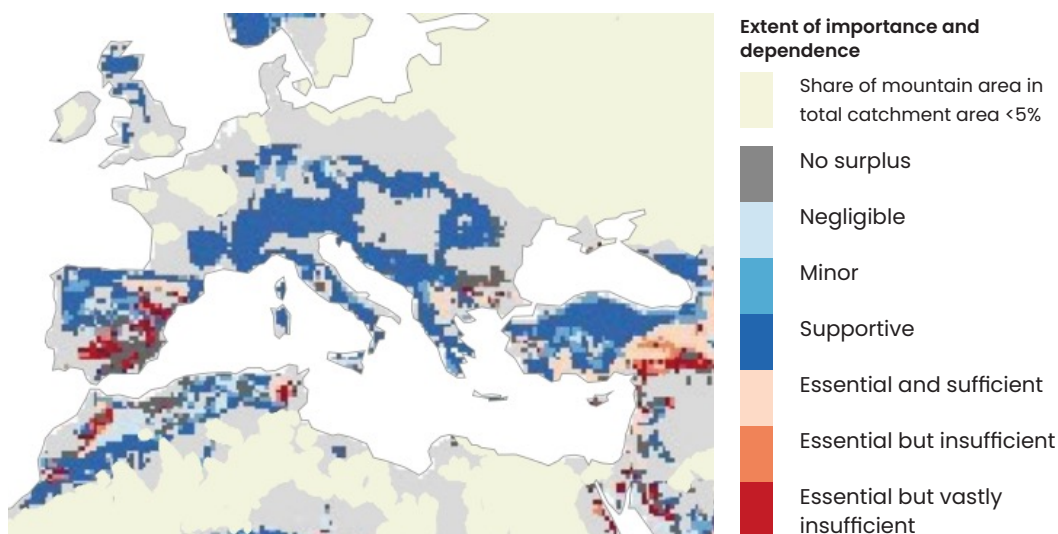 Extent of importance and
dependence
Share of mountain area in
total catchment area <5%
No surplus
Negligible
Minor
Supportive
Essential and sufficient
Essential but insufficient
Essential but vastly
insufficient